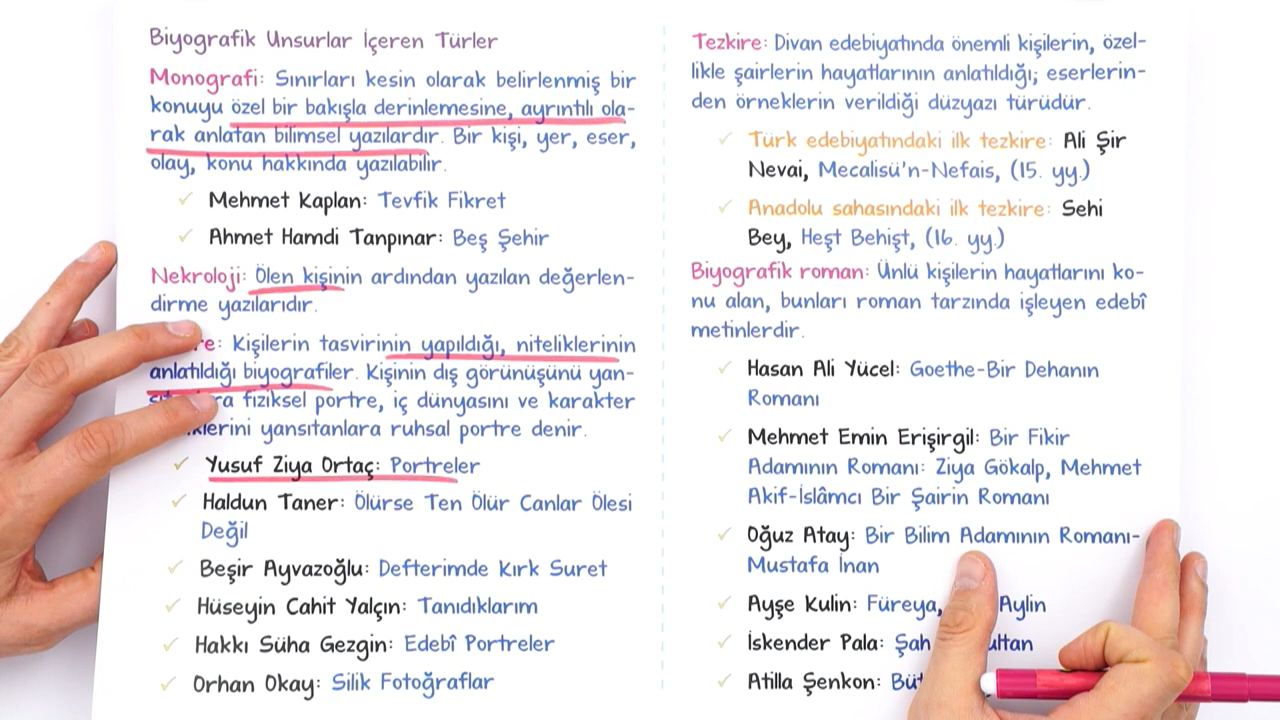 Biyografik Unsurlar İçeren Türler
Monografi: Sınırları kesin olarak belirlenmiş bir
konuyu özel bir bakışla derinlemesine, ayrıntılı ola-
rak anlatan bilimsel yazılardır. Bir kişi, yer, eser,
olay, konu hakkında yazılabilir.
✓ Mehmet Kaplan: Tevfik Fikret
✓ Ahmet Hamdi Tanpınar: Beş Şehir
Nekroloji: Ölen kişinin ardından yazılan değerlen-
dirme yazılarıdır.
Kişilerin tasvirinin yapıldığı, niteliklerinin
anlatıldığı biyografiler. Kişinin dış görünüşünü yan-
fiziksel portre, iç dünyasını ve karakter
yansıtanlara ruhsal portre denir.
✓ Yusuf Ziya Ortaç: Portreler
✓ Haldun Taner: Ölürse Ten Ölür Canlar Ölesi
Değil
✓ Beşir Ayvazoğlu: Defterimde Kırk Suret
✓ Hüseyin Cahit Yalçın: Tanıdıklarım
✓ Hakkı Süha Gezgin: Edebî Portreler
✓ Orhan Okay: Silik Fotoğraflar
Tezkire: Divan edebiyatında önemli kişilerin, özel-
likle şairlerin hayatlarının anlatıldığı; eserlerin-
den örneklerin verildiği düzyazı türüdür.
✓ Türk edebiyatındaki ilk tezkire: Ali Şir
Nevai, Mecalisü'n-Nefais, (15. yy.)
✓ Anadolu sahasındaki ilk tezkire: Sehi
Bey, Heşt Behişt, (16. yy.)
Biyografik roman: Ünlü kişilerin hayatlarını ko-
nu alan, bunları roman tarzında işleyen edebî
metinlerdir.
✓ Hasan Ali Yücel: Goethe-Bir Dehanın
Romanı
✓ Mehmet Emin Erişirgil: Bir Fikir
Adamının Romanı: Ziya Gökalp, Mehmet
Akif-İslâmcı Bir Şairin Romanı
✓ Oğuz Atay: Bir Bilim Adamının Romanı-
Mustafa İnan
✓ Ayşe Kulin: Füreya, Aylin
✓ İskender Pala: Şah
✓ Atilla Şenkon: